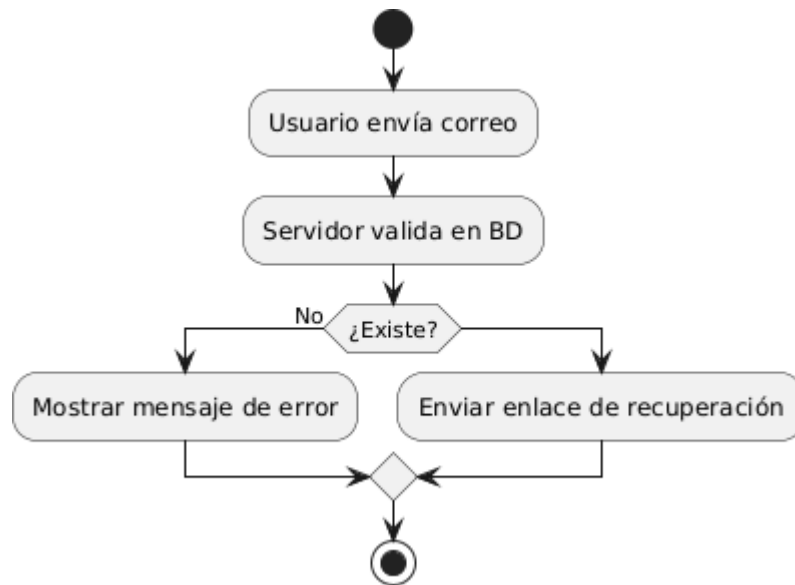 Usuario envía correo
Servidor valida en BD
No
¿Existe?
Mostrar mensaje de error
Enviar enlace de recuperación